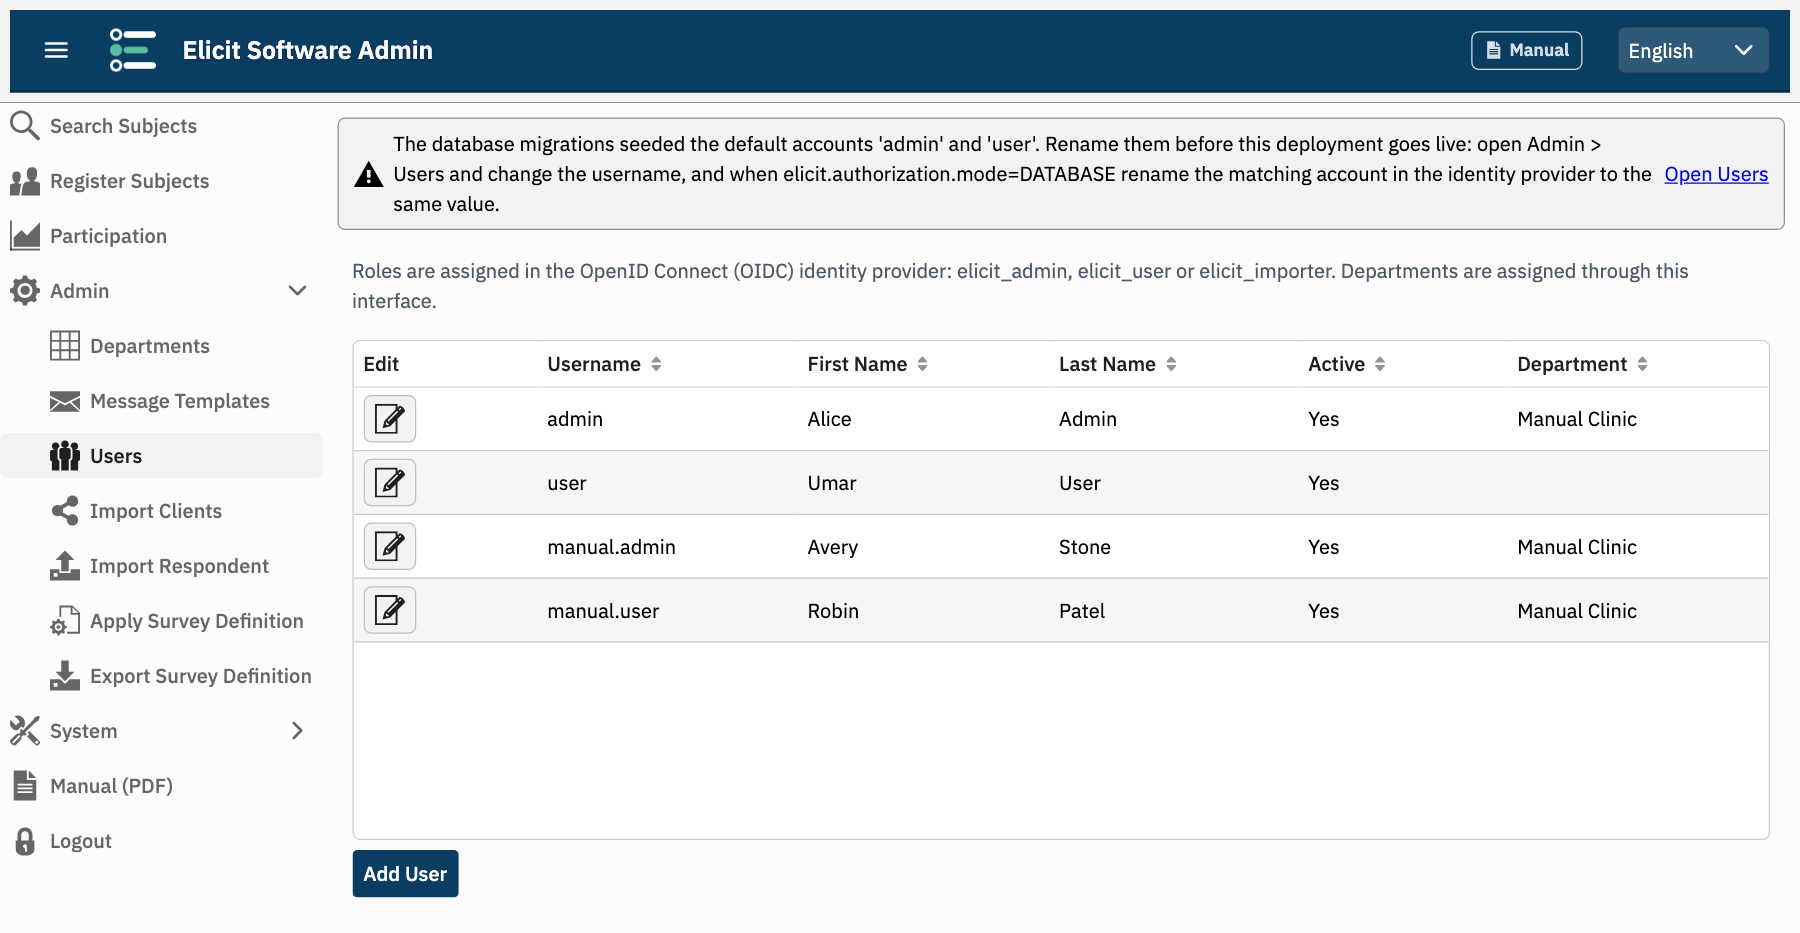 Elicit Software Admin
Manual
English
Search Subjects
Register Subjects
Participation
Admin
Departments
Message Templates
Users
Import Clients
Import Respondent
Apply Survey Definition
Export Survey Definition
System
Manual (PDF)
Logout
The database migrations seeded the default accounts 'admin' and 'user'. Rename them before this deployment goes live: open Admin >
Users and change the username, and when elicit.authorization.mode=DATABASE rename the matching account in the identity provider to the
same value.
Open Users
Roles are assigned in the OpenID Connect (OIDC) identity provider: elicit_admin, elicit_user or elicit_importer. Departments are assigned through this
interface.
Edit Username First Name Last Name Active Department
admin Alice Admin Yes Manual Clinic
user Umar User Yes
manual.admin Avery Stone Yes Manual Clinic
manual.user Robin Patel Yes Manual Clinic
Add User